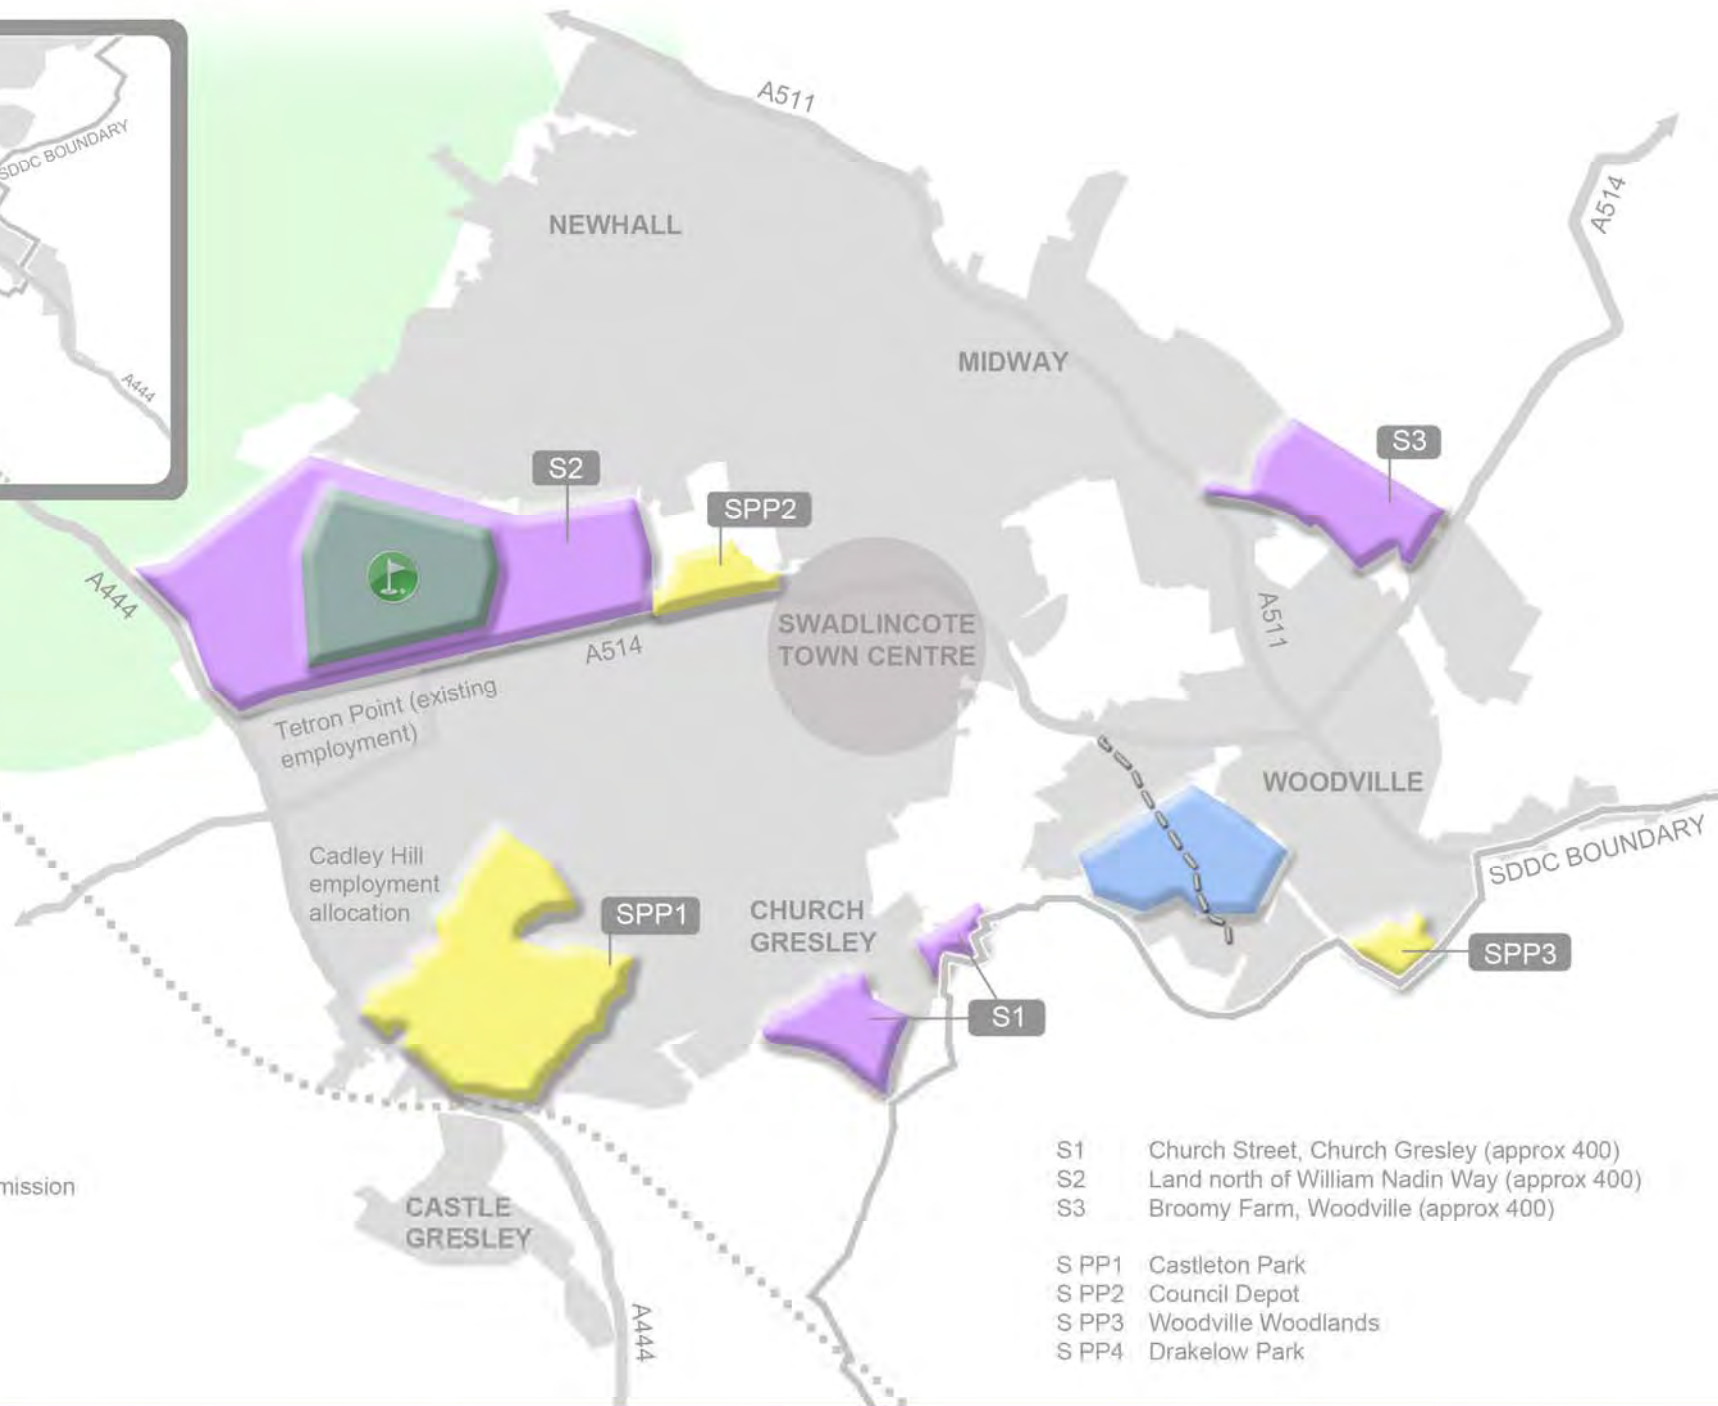 A511
SDDC BOUNDARY
A514
NEWHALL
MIDWAY
A444
S3
S2
SPP2
A444
A511
SWADLINCOTE
TOWN CENTRE
A514
Tetron Point (existing
employment)
WOODVILLE
SDDC BOUNDARY
Cadley Hill
employment
allocation
SPP1
CHURCH
GRESLEY
SPP3
S1
S1 Church Street, Church Gresley (approx 400)
S2 Land north of William Nadin Way (approx 400)
S3 Broomy Farm, Woodville (approx 400)
mission
CASTLE
GRESLEY
A444
S PP1 Castleton Park
S PP2 Council Depot
S PP3 Woodville Woodlands
S PP4 Drakelow Park